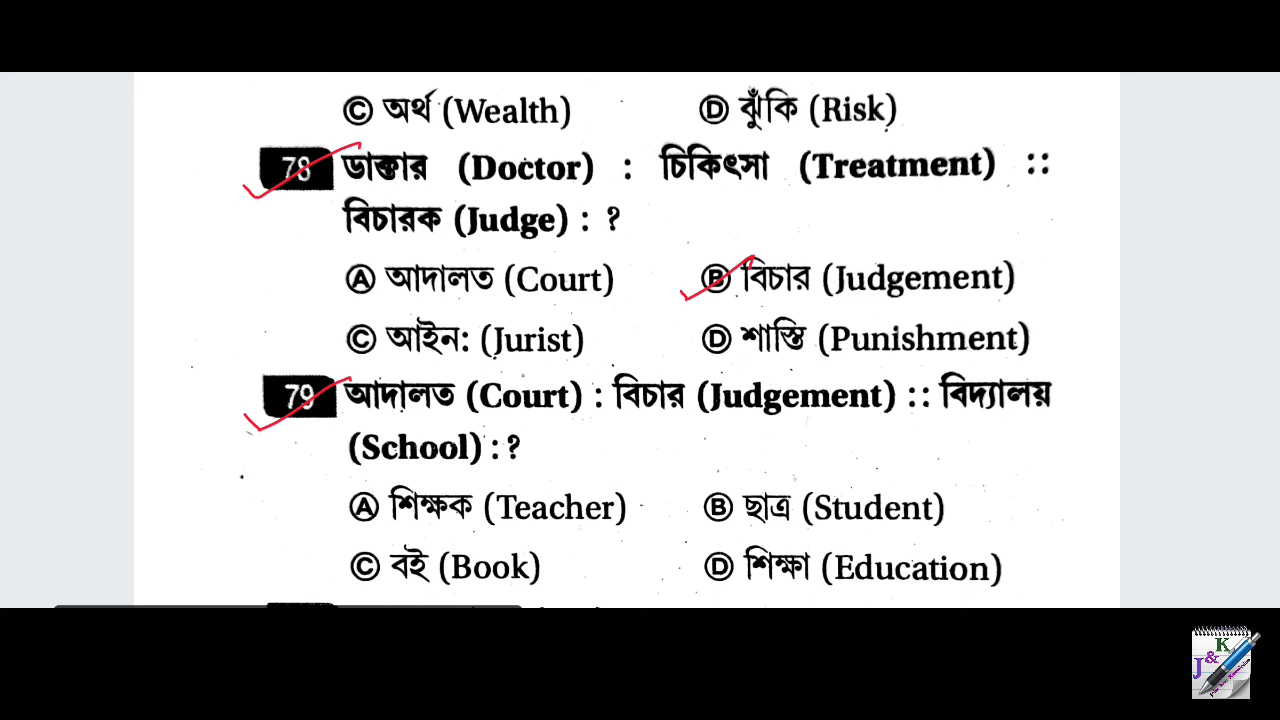 Ⓒ অর্থ (Wealth) Ⓓ ঝুঁকি (Risk)
78 ডাক্তার (Doctor) : চিকিৎসা (Treatment) ::
বিচারক (Judge) : ?
Ⓐ আদালত (Court) Ⓑ বিচার (Judgement)
Ⓒ আইন: (Jurist) Ⓓ শাস্তি (Punishment)
79 আদালত (Court) : বিচার (Judgement) :: বিদ্যালয়
(School) : ?
Ⓐ শিক্ষক (Teacher) Ⓑ ছাত্র (Student)
Ⓒ বই (Book) Ⓓ শিক্ষা (Education)
J&K